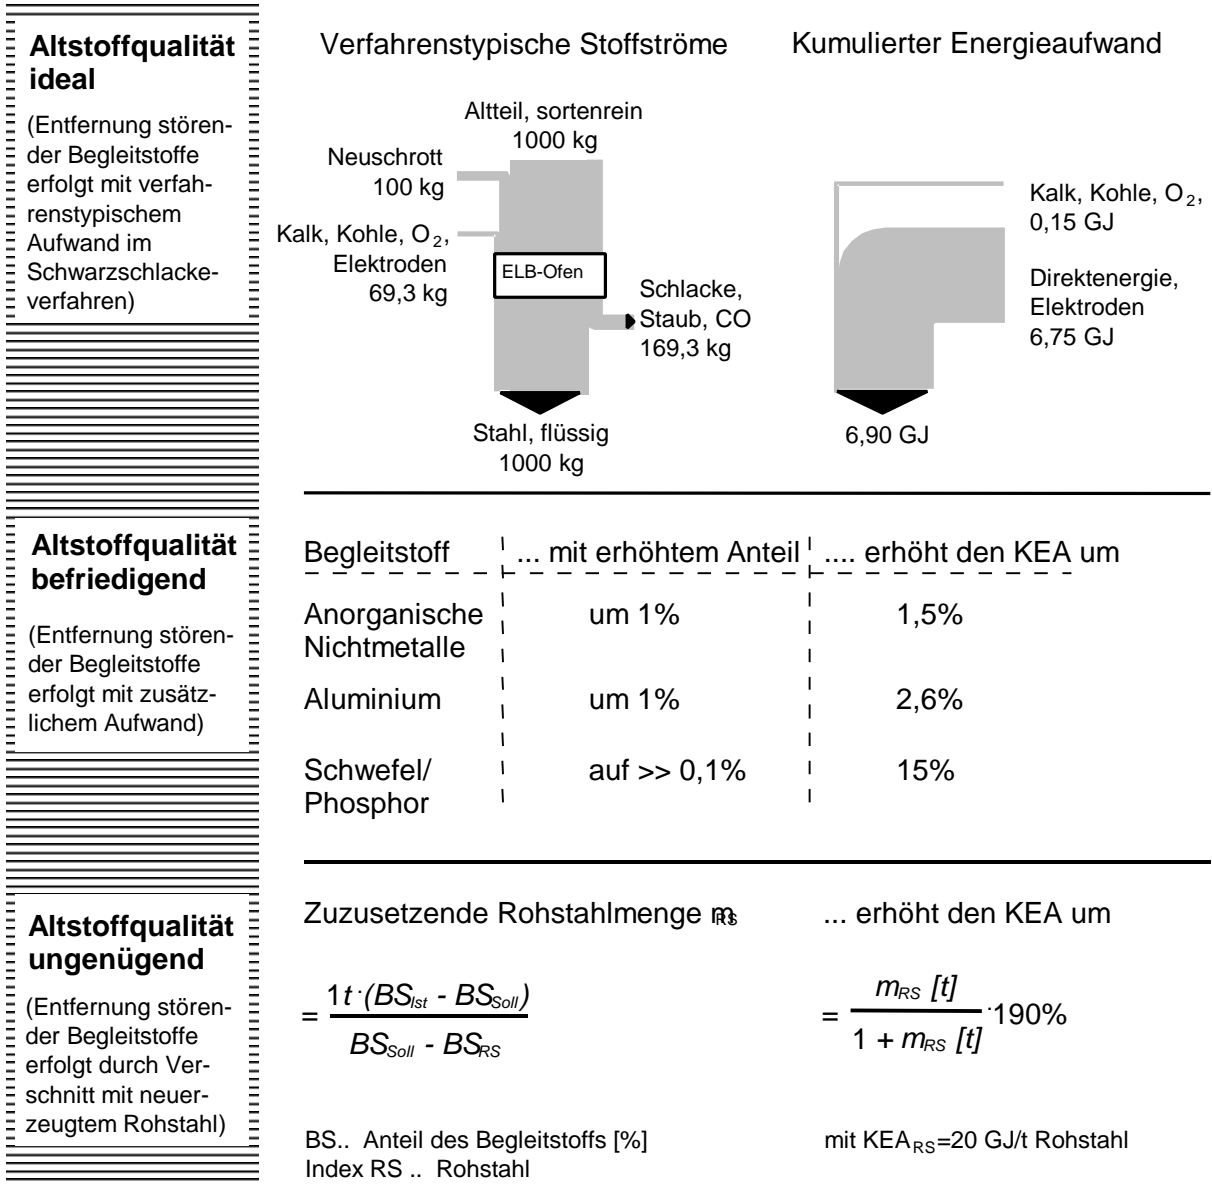 Altstoffqualität
ideal
(Entfernung stören-
der Begleitstoffe
erfolgt mit verfah-
renstypischem
Aufwand im
Schwarzschlacke-
verfahren)
Verfahrenstypische Stoffströme
Altteil, sortenrein
1000 kg
Neuschrott
100 kg
Kalk, Kohle, O2,
Elektroden
69,3 kg
ELB-Ofen
Schlacke,
Staub, CO
169,3 kg
Stahl, flüssig
1000 kg
Kumulierter Energieaufwand
Kalk, Kohle, O2,
0,15 GJ
Direktenergie,
Elektroden
6,75 GJ
6,90 GJ
Altstoffqualität
befriedigend
(Entfernung stören-
der Begleitstoffe
erfolgt mit zusätz-
lichem Aufwand)
Begleitstoff ... mit erhöhtem Anteil .... erhöht den KEA um
Anorganische um 1% 1,5%
Nichtmetalle
Aluminium um 1% 2,6%
Schwefel/ auf >> 0,1% 15%
Phosphor
Altstoffqualität
ungenügend
(Entfernung stören-
der Begleitstoffe
erfolgt durch Ver-
schnitt mit neuer-
zeugtem Rohstahl)
Zuzusetzende Rohstahlmenge mRS
= 1t·(BSIst - BSSoll)
BSSoll - BSRS
BS.. Anteil des Begleitstoffs [%]
Index RS .. Rohstahl
... erhöht den KEA um
= mRS [t]
1 + mRS [t] ·190%
mit KEARS=20 GJ/t Rohstahl